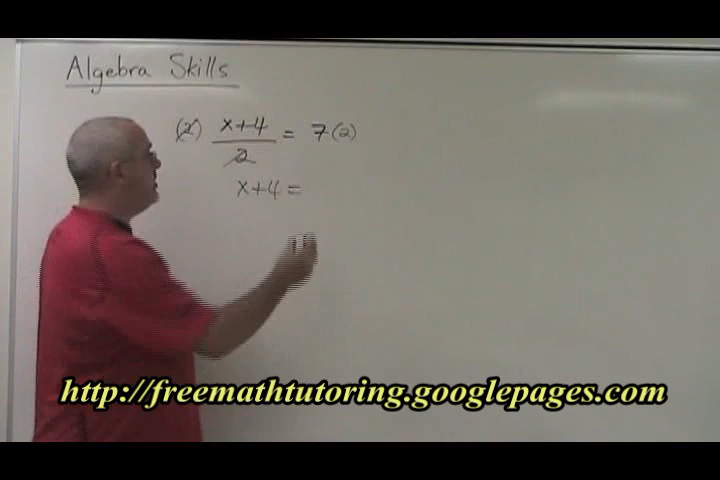 Algebra Skills
(2) x+4/2 = 7(2)
x+4=
http://freemathtutoring.googlepages.com